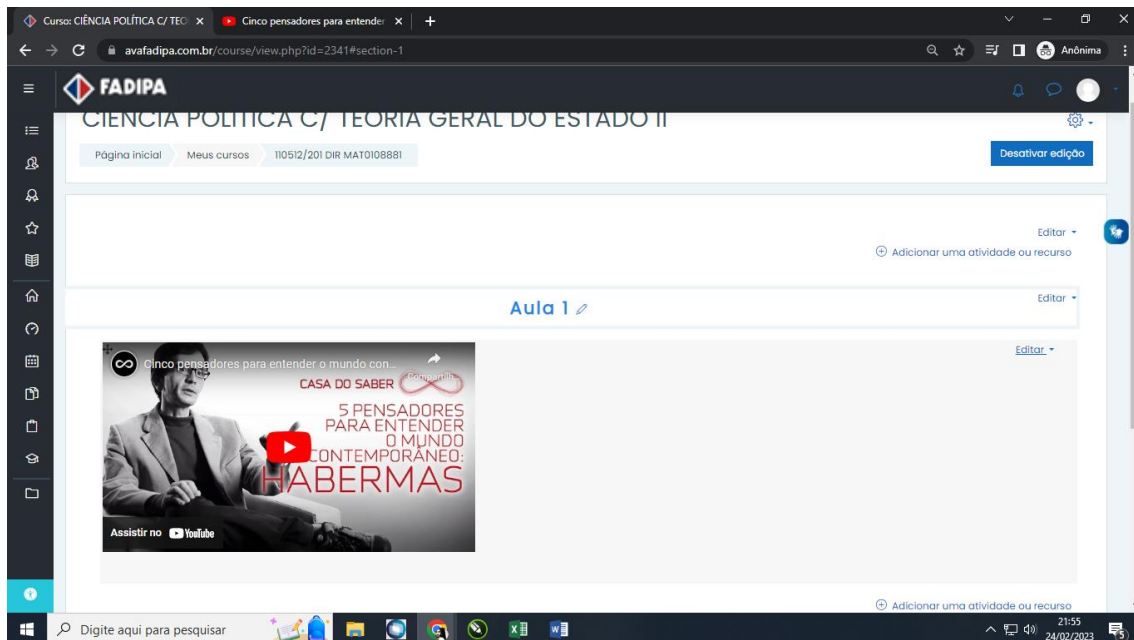 Curso: CIÊNCIA POLÍTICA C/ TEO
Cinco pensadores para entender
avafadipa.com.br/course/view.php?id=2341#section-1
Anônima
FADIPA
CIÊNCIA POLÍTICA C/ TEORIA GERAL DO ESTADO II
Página inicial
Meus cursos
110512/201 DIR MAT0108881
Desativar edição
Editar
Adicionar uma atividade ou recurso
Aula 1
Editar
Editar
Cinco pensadores para entender o mundo con...
Compartilh...
CASA DO SABER
5 PENSADORES
PARA ENTENDER
O MUNDO
CONTEMPORÂNEO:
HABERMAS
Assistir no YouTube
Adicionar uma atividade ou recurso
Digite aqui para pesquisar
21:55
24/02/2023
5